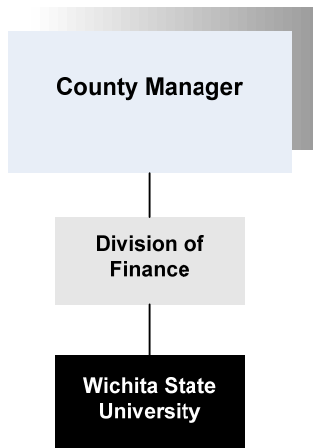 County Manager
Division of
Finance
Wichita State
University